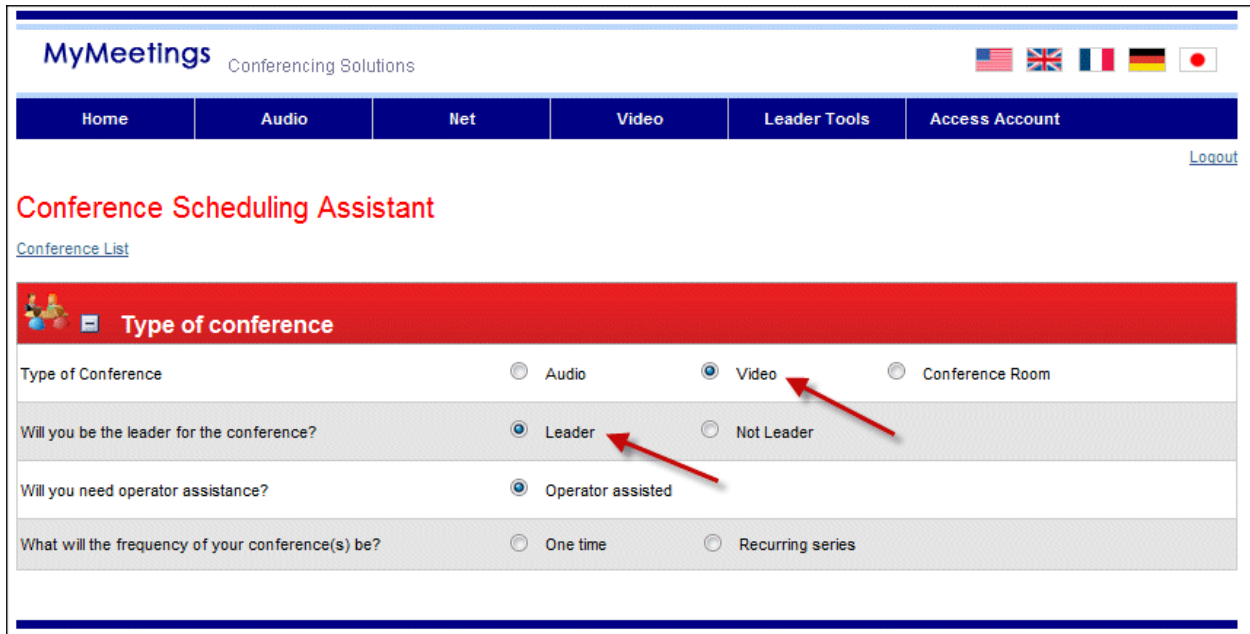 MyMeetings Conferencing Solutions
Home Audio Net Video Leader Tools Access Account
Logout
Conference Scheduling Assistant
Conference List
Type of conference
Type of Conference Audio Video Conference Room
Will you be the leader for the conference? Leader Not Leader
Will you need operator assistance? Operator assisted
What will the frequency of your conference(s) be? One time Recurring series